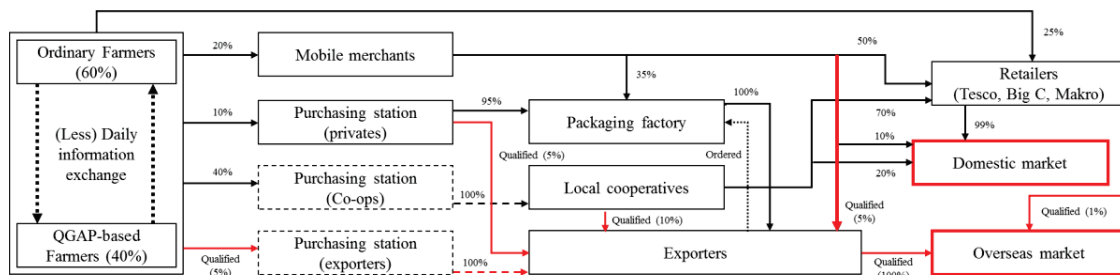 25%
Ordinary Farmers
(60%)
20%
Mobile merchants
50%
35%
Retailers
(Tesco, Big C, Makro)
100%
95%
10%
Purchasing station
(privates)
Packaging factory
70%
99%
(Less) Daily
information
exchange
Qualified (5%)
Ordered
10%
Domestic market
20%
40%
Purchasing station
(Co-ops)
100%
Local cooperatives
Qualified (10%)
Qualified
(5%)
Qualified (1%)
QGAP-based
Farmers (40%)
Qualified
(5%)
Purchasing station
(exporters)
100%
Exporters
Qualified
(100%)
Overseas market